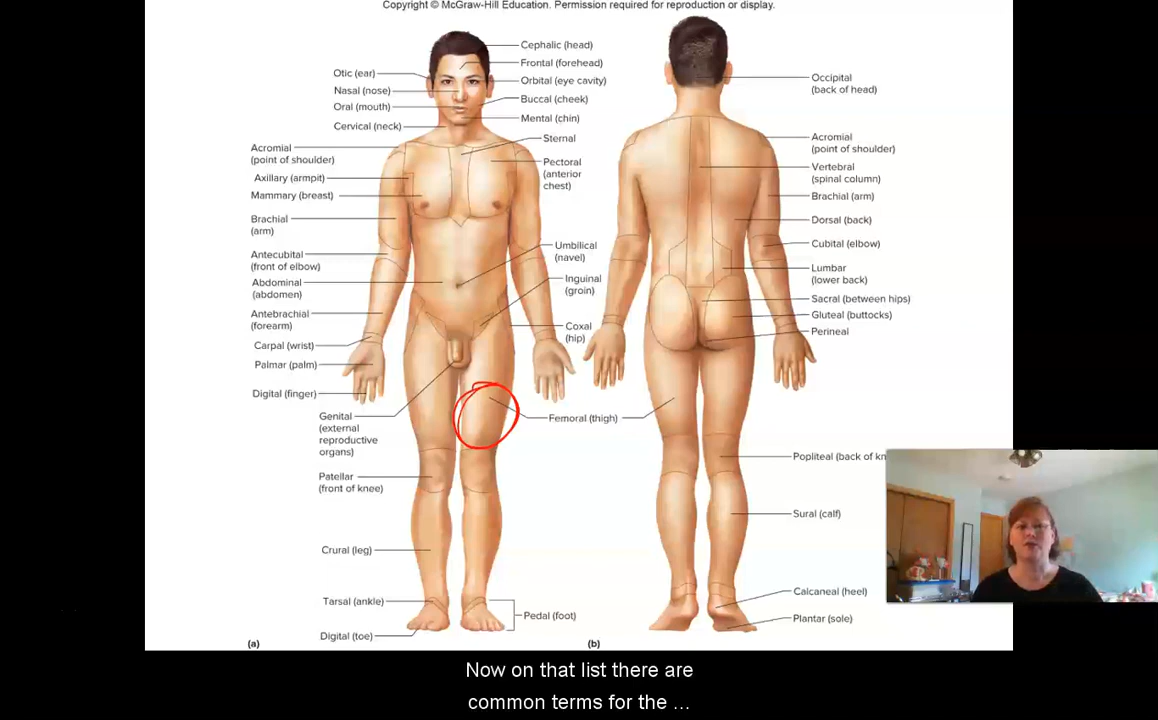 Copyright © McGraw-Hill Education. Permission required for reproduction or display.
Cephalic (head)
Frontal (forehead)
Otic (ear)
Orbital (eye cavity)
Nasal (nose)
Buccal (cheek)
Oral (mouth)
Mental (chin)
Cervical (neck)
Sternal
Acromial
(point of shoulder)
Pectoral
(anterior
chest)
Axillary (armpit)
Mammary (breast)
Brachial
(arm)
Umbilical
(navel)
Antecubital
(front of elbow)
Inguinal
(groin)
Abdominal
(abdomen)
Antebrachial
(forearm)
Coxal
(hip)
Carpal (wrist)
Palmar (palm)
Digital (finger)
Genital
(external
reproductive
organs)
Femoral (thigh)
Patellar
(front of knee)
Crural (leg)
Tarsal (ankle)
Pedal (foot)
Digital (toe)
(a)
Occipital
(back of head)
Acromial
(point of shoulder)
Vertebral
(spinal column)
Brachial (arm)
Dorsal (back)
Cubital (elbow)
Lumbar
(lower back)
Sacral (between hips)
Gluteal (buttocks)
Perineal
Popliteal (back of kn
Sural (calf)
Calcaneal (heel)
Plantar (sole)
(b)
Now on that list there are
common terms for the ...